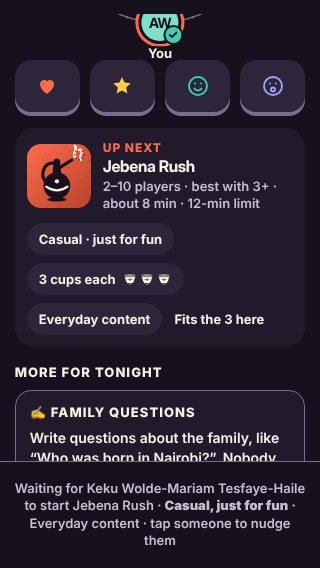 AW
You
UP NEXT
Jebena Rush
2–10 players · best with 3+ ·
about 8 min · 12-min limit
Casual · just for fun
3 cups each
Everyday content
Fits the 3 here
MORE FOR TONIGHT
✍️ FAMILY QUESTIONS
Write questions about the family, like
“Who was born in Nairobi?”. Nobody
Waiting for Keku Wolde-Mariam Tesfaye-Haile
to start Jebena Rush · Casual, just for fun ·
Everyday content · tap someone to nudge
them